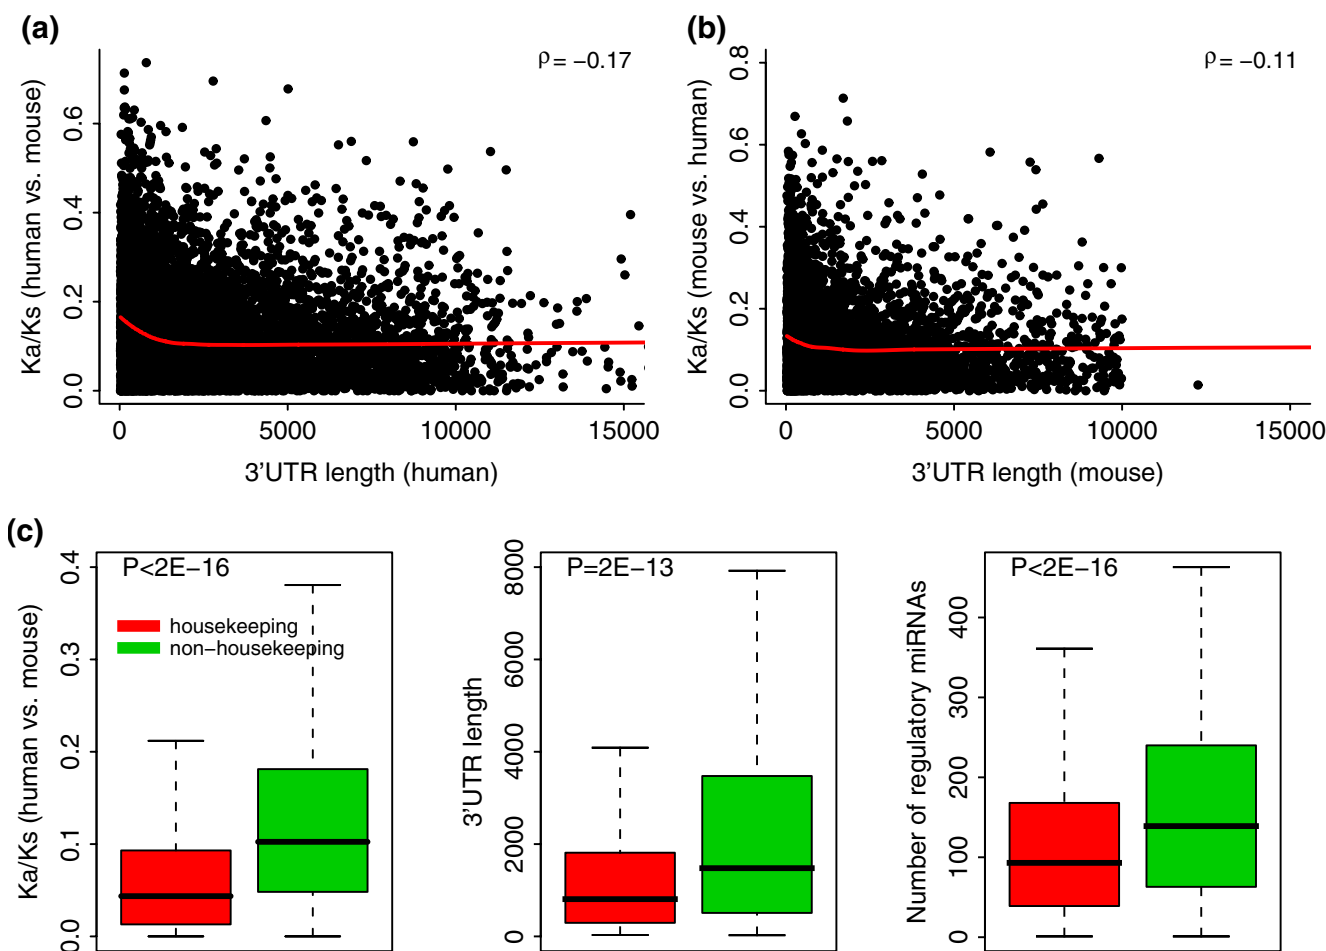 (a)
ρ = −0.17
Ka/Ks (human vs. mouse)
0.0 0.2 0.4 0.6
0 5000 10000 15000
3'UTR length (human)
(b)
ρ = −0.11
Ka/Ks (mouse vs. human)
0.0 0.2 0.4 0.6 0.8
0 5000 10000 15000
3'UTR length (mouse)
(c)
P<2E−16
housekeeping
non−housekeeping
Ka/Ks (human vs. mouse)
0.0 0.1 0.2 0.3 0.4
P=2E−13
3'UTR length
0 2000 4000 6000 8000
P<2E−16
Number of regulatory miRNAs
0 100 200 300 400